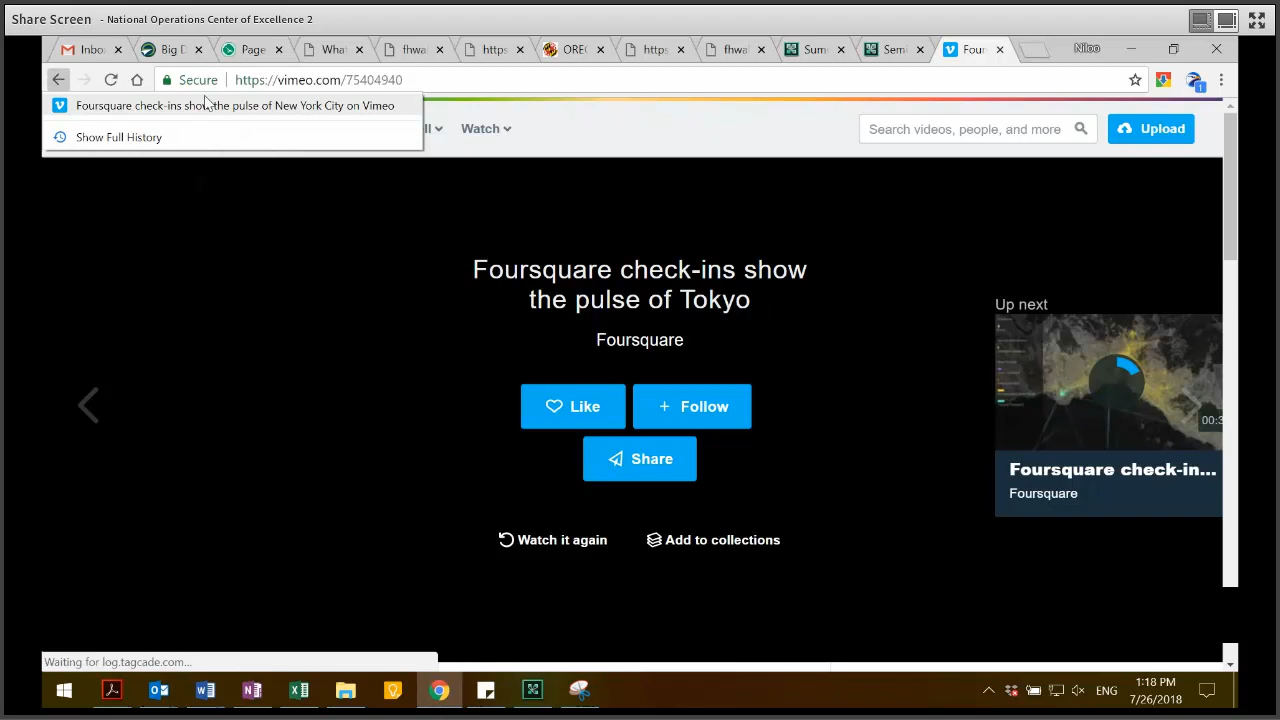 Share Screen - National Operations Center of Excellence 2
Inbo
Big D
Page
What
fhwa
https
OREC
https
fhwa
Sum
Sem
Four
Niloo
Secure
https://vimeo.com/75404940
Foursquare check-ins show the pulse of New York City on Vimeo
Show Full History
Watch
Search videos, people, and more
Upload
Foursquare check-ins show
the pulse of Tokyo
Foursquare
Like
+ Follow
Share
Watch it again
Add to collections
Up next
00:3
Foursquare check-in...
Foursquare
Waiting for log.tagcade.com...
ENG
1:18 PM
7/26/2018